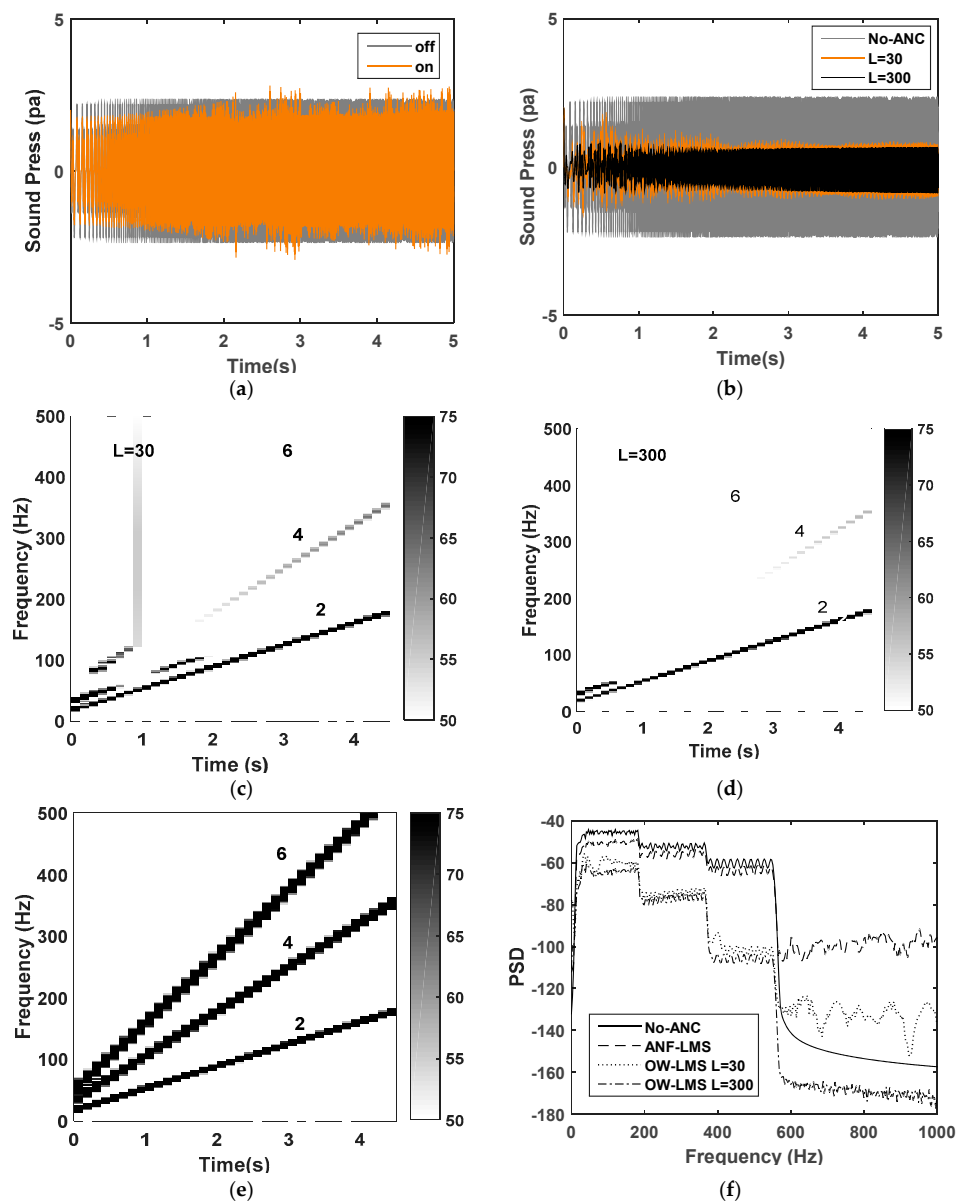 5
0
-5
Sound Press (pa)
off
on
0 1 2 3 4 5
Time(s)
(a)
5
0
-5
Sound Press (pa)
No-ANC
L=30
L=300
0 1 2 3 4 5
Time(s)
(b)
500
400
300
200
100
0
Frequency (Hz)
L=30
6
4
2
75
70
65
60
55
50
0 1 2 3 4
Time (s)
(c)
500
400
300
200
100
0
Frequency (Hz)
L=300
6
4
2
75
70
65
60
55
50
0 1 2 3 4
Time (s)
(d)
500
400
300
200
100
0
Frequency (Hz)
6
4
2
75
70
65
60
55
50
0 1 2 3 4
Time(s)
(e)
-40
-60
-80
-100
-120
-140
-160
-180
PSD
No-ANC
ANF-LMS
OW-LMS L=30
OW-LMS L=300
0 200 400 600 800 1000
Frequency (Hz)
(f)